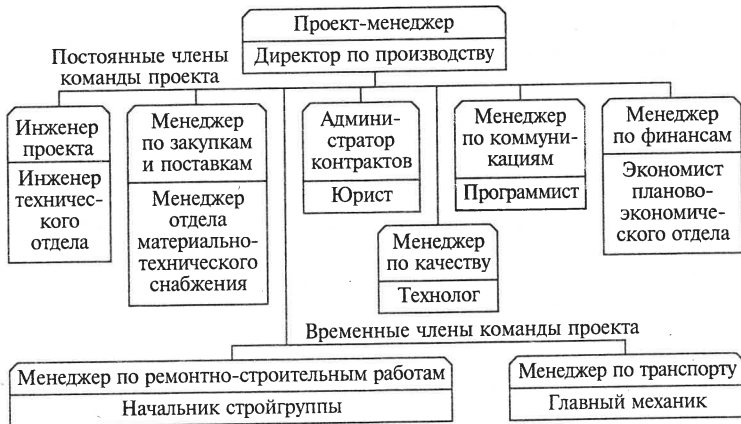 Проект-менеджер
Директор по производству
Постоянные члены
команды проекта
Инженер
проекта
Инженер
техничес-
кого
отдела
Менеджер
по закупкам
и поставкам
Менеджер
отдела
материально-
технического
снабжения
Админи-
стратор
контрактов
Юрист
Менеджер
по коммуни-
кациям
Программист
Менеджер
по финансам
Экономист
планово-
экономиче-
ского отдела
Менеджер
по качеству
Технолог
Временные члены команды проекта
Менеджер по ремонтно-строительным работам
Начальник стройгруппы
Менеджер по транспорту
Главный механик